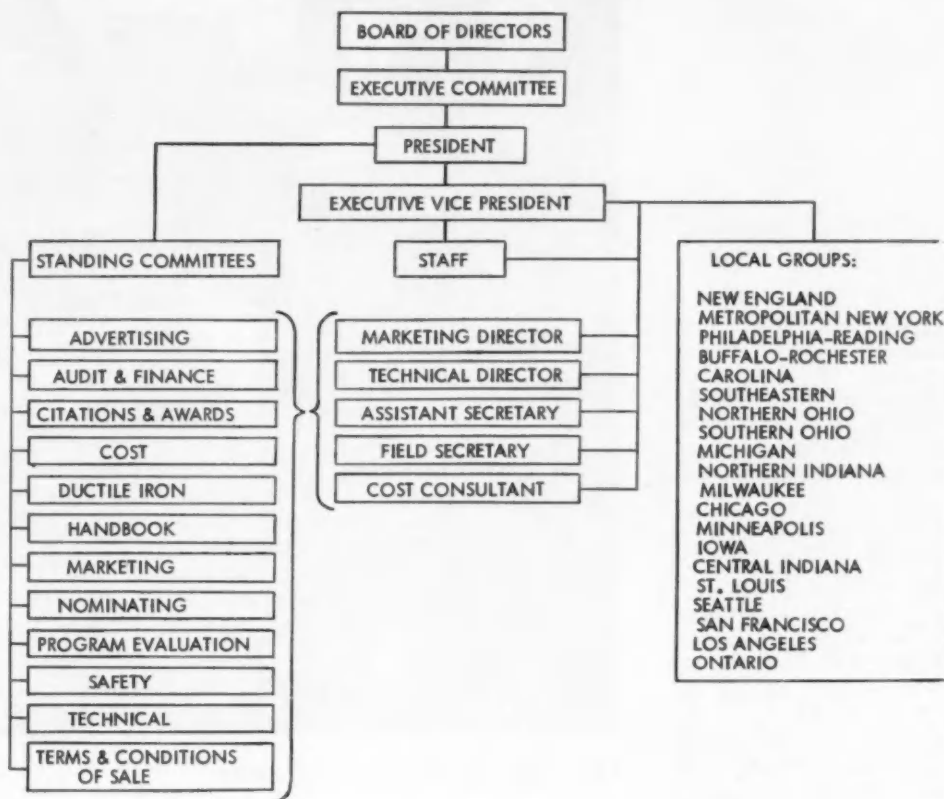 BOARD OF DIRECTORS
EXECUTIVE COMMITTEE
PRESIDENT
EXECUTIVE VICE PRESIDENT
STANDING COMMITTEES
STAFF
ADVERTISING
AUDIT & FINANCE
CITATIONS & AWARDS
COST
DUCTILE IRON
HANDBOOK
MARKETING
NOMINATING
PROGRAM EVALUATION
SAFETY
TECHNICAL
TERMS & CONDITIONS
OF SALE
MARKETING DIRECTOR
TECHNICAL DIRECTOR
ASSISTANT SECRETARY
FIELD SECRETARY
COST CONSULTANT
LOCAL GROUPS:
NEW ENGLAND
METROPOLITAN NEW YORK
PHILADELPHIA-READING
BUFFALO-ROCHESTER
CAROLINA
SOUTHEASTERN
NORTHERN OHIO
SOUTHERN OHIO
MICHIGAN
NORTHERN INDIANA
MILWAUKEE
CHICAGO
MINNEAPOLIS
IOWA
CENTRAL INDIANA
ST. LOUIS
SEATTLE
SAN FRANCISCO
LOS ANGELES
ONTARIO